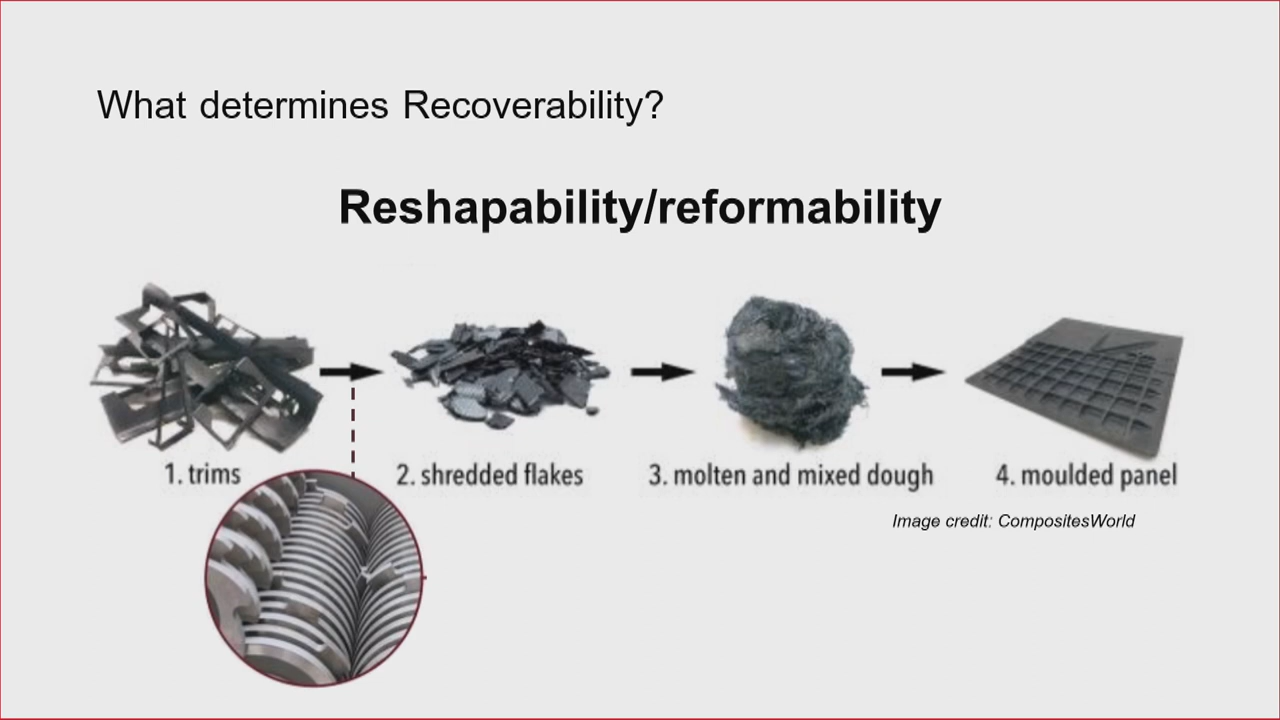 What determines Recoverability?
Reshapability/reformability
1. trims
2. shredded flakes
3. molten and mixed dough
4. moulded panel
Image credit: CompositesWorld